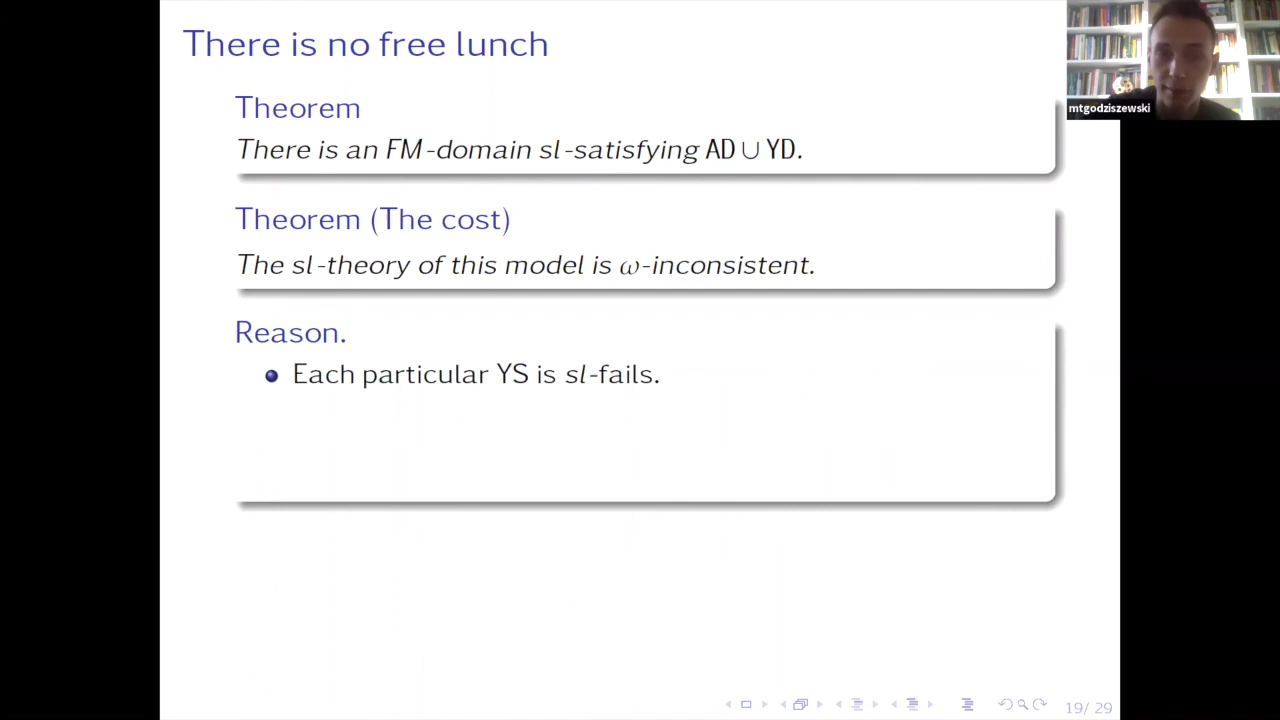 There is no free lunch
mtgodziszewski
Theorem
There is an FM-domain sl-satisfying AD ∪ YD.
Theorem (The cost)
The sl-theory of this model is ω-inconsistent.
Reason.
Each particular YS is sl-fails.
19/ 29